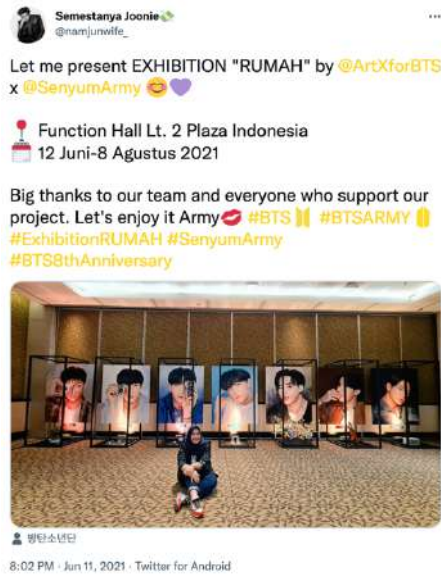 Semestanya Joonie
@namjunwife_
Let me present EXHIBITION "RUMAH" by @ArtXforBTS
x @SenyumArmy
Function Hall Lt. 2 Plaza Indonesia
12 Juni-8 Agustus 2021
Big thanks to our team and everyone who support our
project. Let's enjoy it Army #BTS #BTSARMY
#ExhibitionRUMAH #SenyumArmy
#BTS8thAnniversary
방탄소년단
8:02 PM · Jun 11, 2021 · Twitter for Android